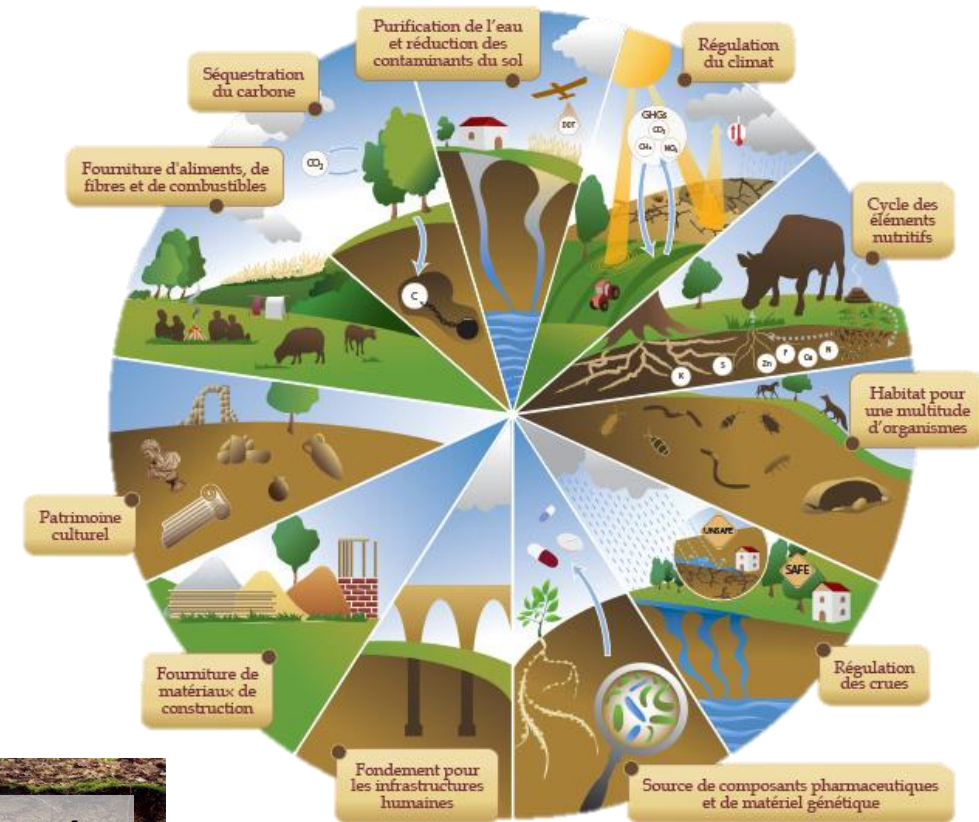 Purification de l'eau
et réduction des
contaminants du sol
Régulation
du climat
Séquestration
du carbone
Fourniture d'aliments, de
fibres et de combustibles
Cycle des
éléments
nutritifs
Habitat pour
une multitude
d'organismes
Patrimoine
culturel
Régulation
des crues
Fourniture de
matériaux de
construction
Fondement pour
les infrastructures
humaines
Source de composants pharmaceutiques
et de matériel génétique
CO₂
C
DDT
GHGs
CO₂
CH₄
NOₓ
K
S
Zn
P
Ca
N
UNSAFE
SAFE